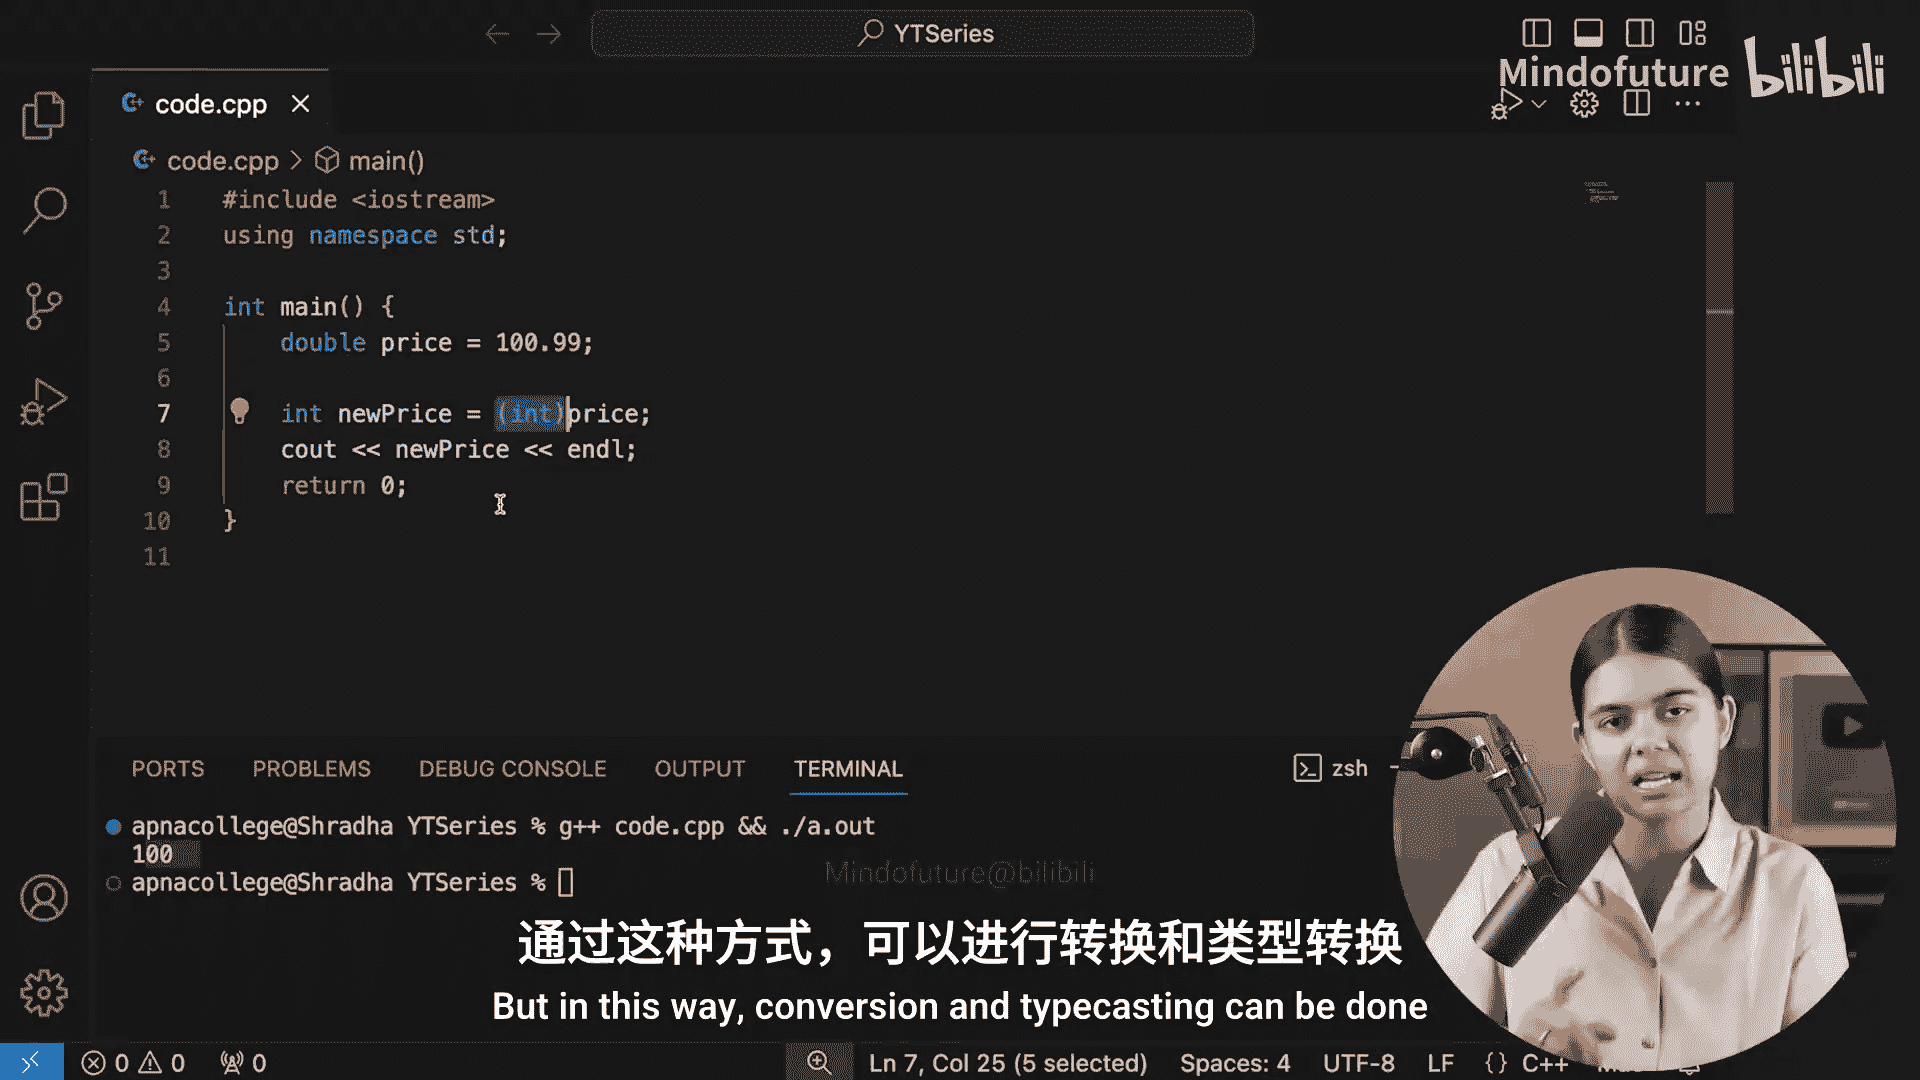 YTSeries
Mindofuture bilibili
code.cpp
code.cpp > main()
1 #include <iostream>
2 using namespace std;
3
4 int main() {
5 double price = 100.99;
6
7 int newPrice = (int)price;
8 cout << newPrice << endl;
9 return 0;
10 }
11
PORTS PROBLEMS DEBUG CONSOLE OUTPUT TERMINAL zsh
apnacollege@Shradha YTSeries % g++ code.cpp && ./a.out
100
apnacollege@Shradha YTSeries %
Mindofuture@bilibili
通过这种方式，可以进行转换和类型转换
But in this way, conversion and typecasting can be done
0 0 0 Ln 7, Col 25 (5 selected) Spaces: 4 UTF-8 LF {} C++